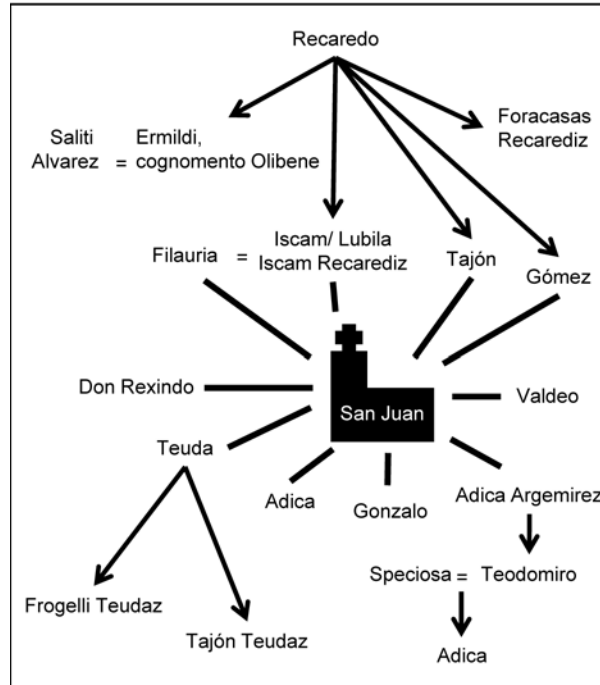 Recaredo
Foracasas
Recarediz
Saliti
Alvarez
=
Ermildi,
cognomento Olibene
Filauria
=
Iscam/ Lubila
Iscam Recarediz
Tajón
Gómez
Don Rexindo
San Juan
Valdeo
Teuda
Adica
Gonzalo
Adica Argemirez
Speciosa = Teodomiro
Frogelli Teudaz
Tajón Teudaz
Adica